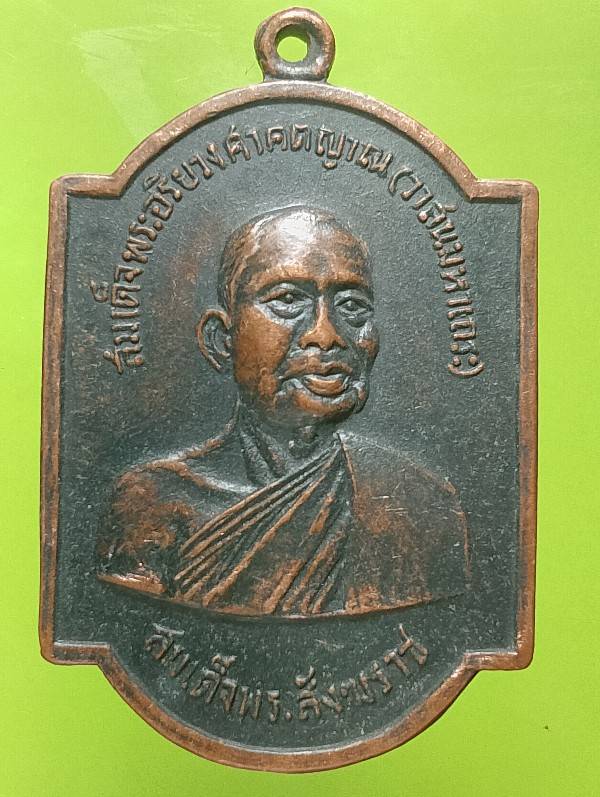 สมเด็จพระอริยวงศาคตญาณ(วาสนมหาเถระ)
สมเด็จพระสังฆราช